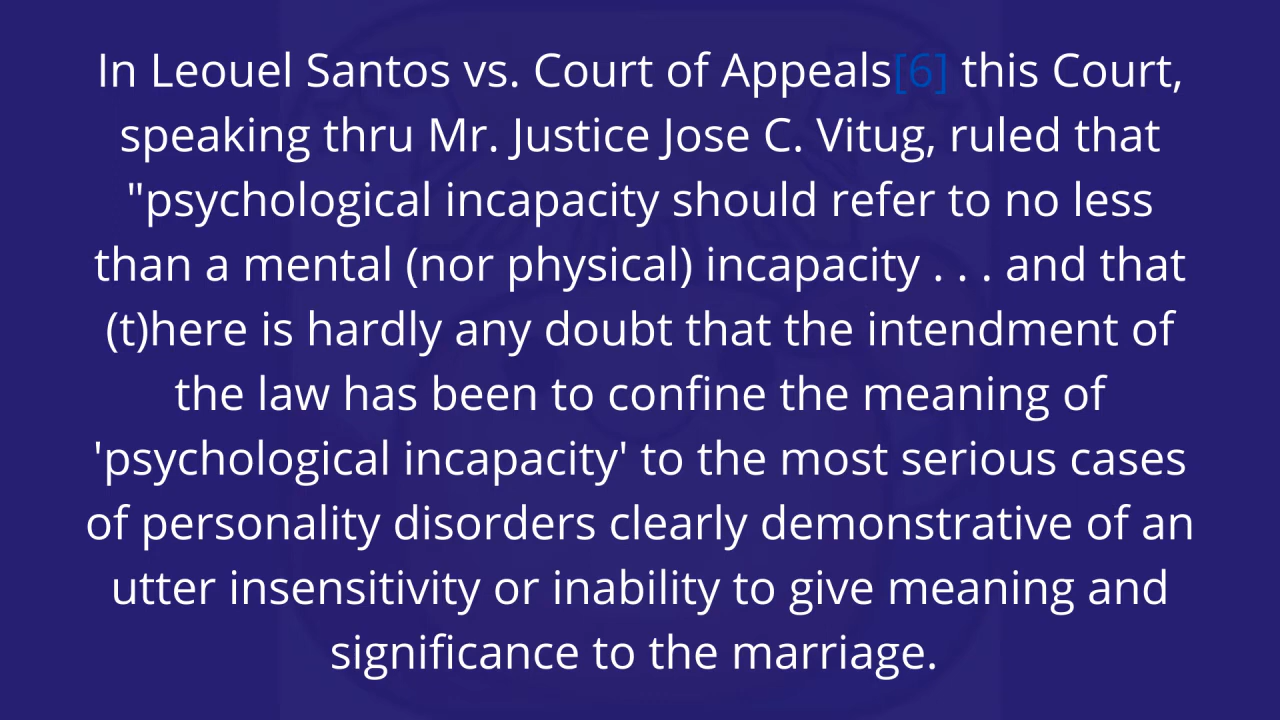 In Leouel Santos vs. Court of Appeals[6] this Court,
speaking thru Mr. Justice Jose C. Vitug, ruled that
"psychological incapacity should refer to no less
than a mental (nor physical) incapacity . . . and that
(t)here is hardly any doubt that the intendment of
the law has been to confine the meaning of
'psychological incapacity' to the most serious cases
of personality disorders clearly demonstrative of an
utter insensitivity or inability to give meaning and
significance to the marriage.